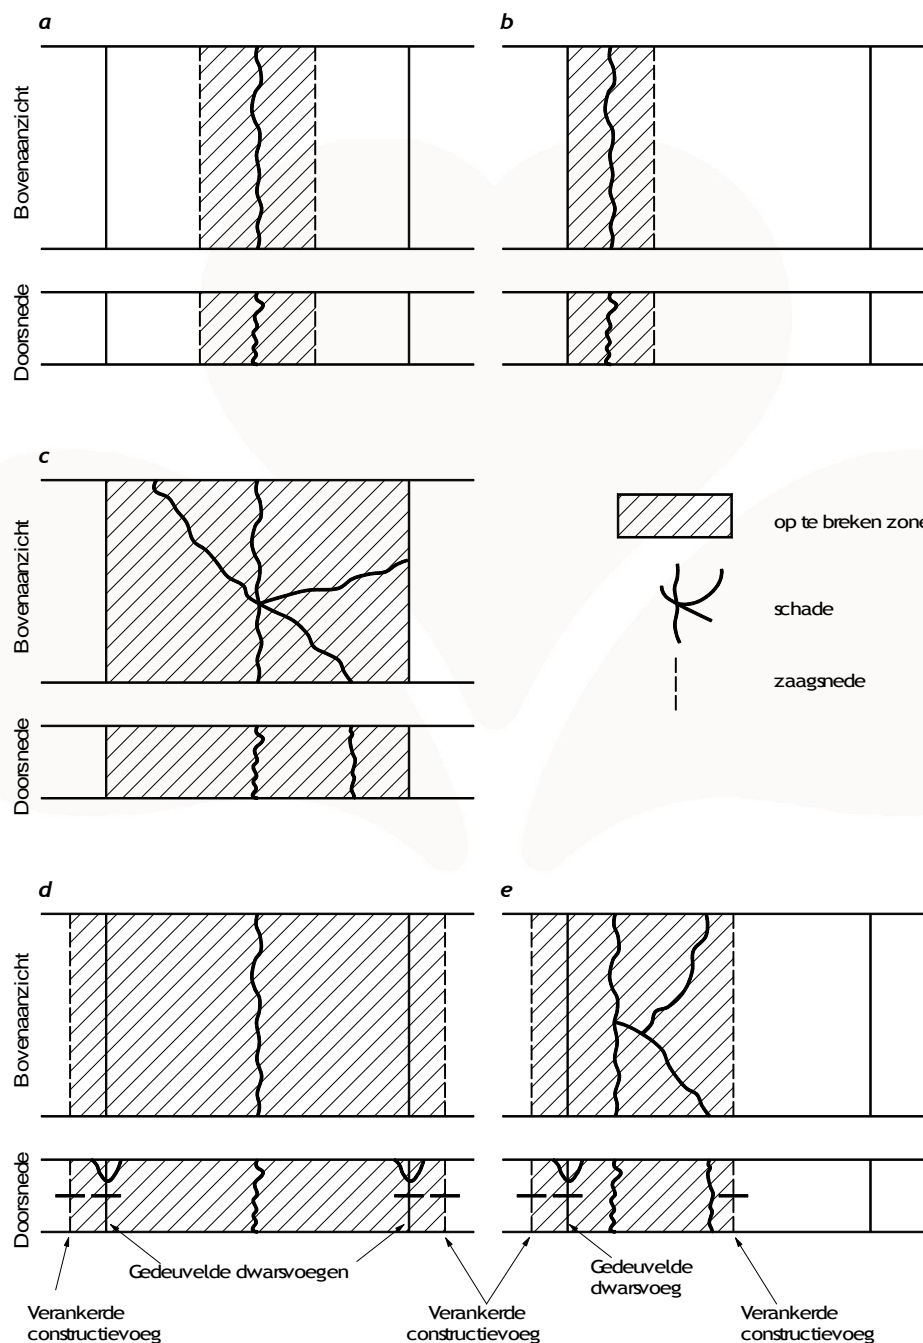 a
b
Bovenaanzicht
Doorsnede
c
Bovenaanzicht
Doorsnede
op te breken zone
schade
zaagsnede
d
e
Bovenaanzicht
Doorsnede
Gedeuvelde dwarsvoegen
Gedeuvelde
dwarsvoeg
Verankerde
constructievoeg
Verankerde
constructievoeg
Verankerde
constructievoeg